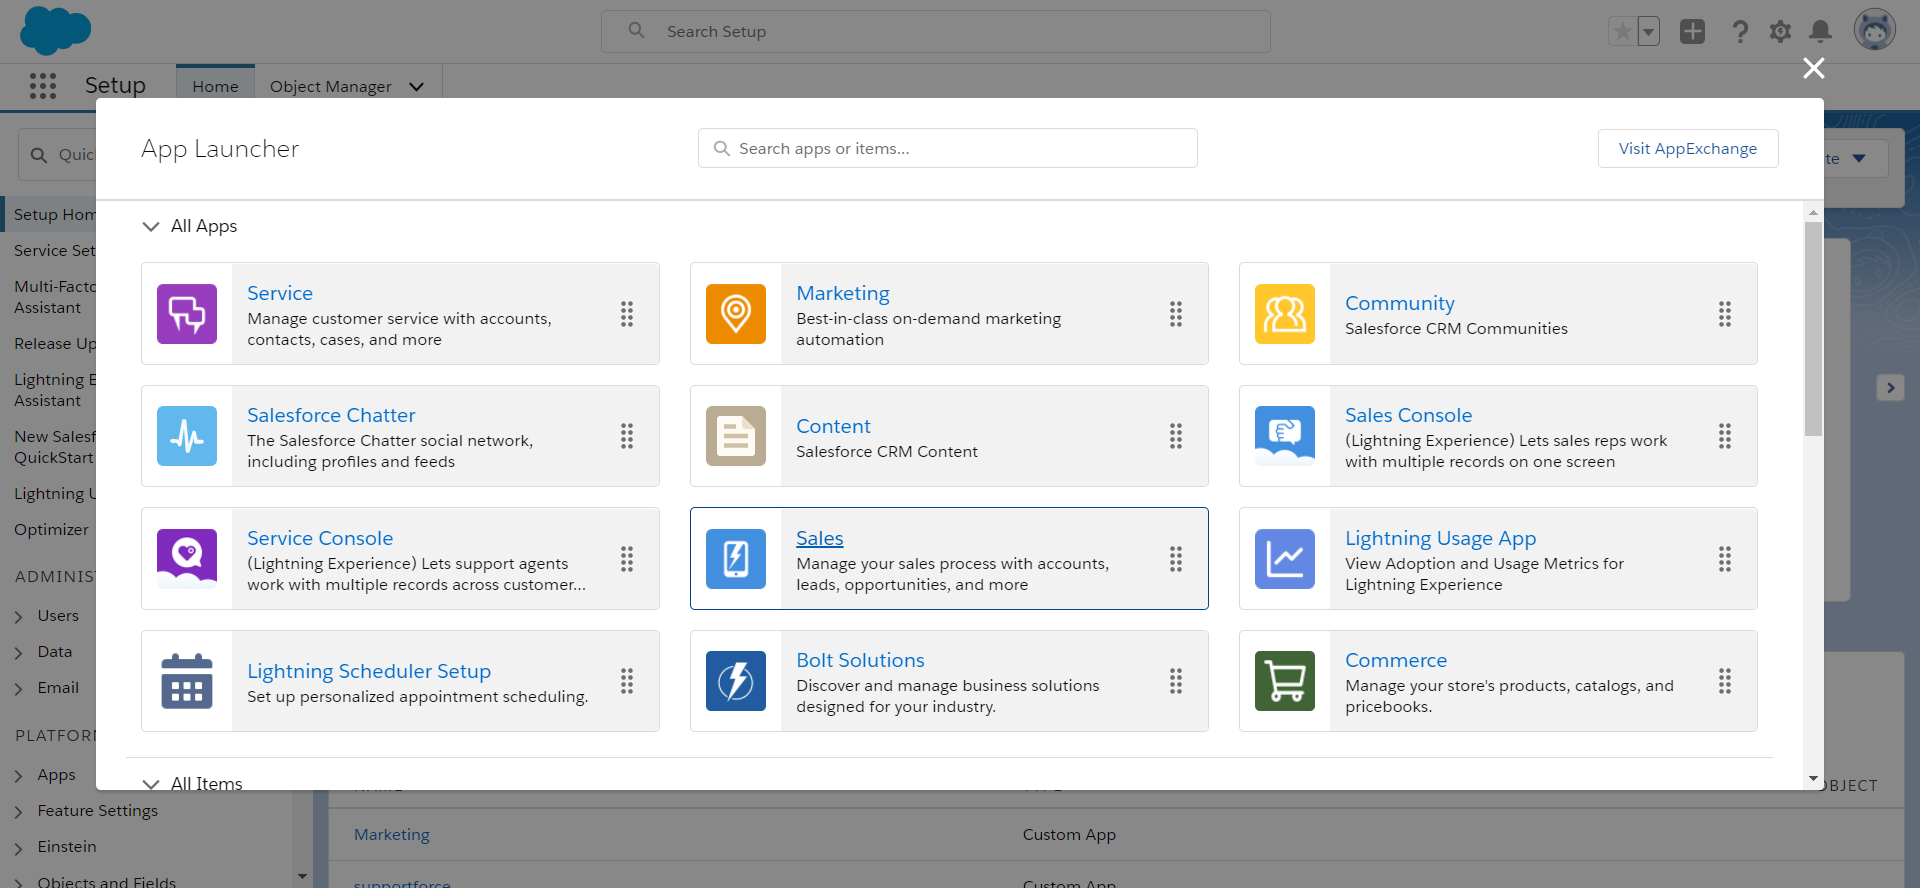 Search Setup
Setup
Home
Object Manager
App Launcher
Search apps or items...
Visit AppExchange
Quic
te
Setup Hom
Service Set
Multi-Facto
Assistant
Release Up
Lightning E
Assistant
New Salesf
QuickStart
Lightning U
Optimizer
ADMINIS
Users
Data
Email
PLATFORM
Apps
Feature Settings
Einstein
Objects and Fields
All Apps
Service
Manage customer service with accounts,
contacts, cases, and more
Marketing
Best-in-class on-demand marketing
automation
Community
Salesforce CRM Communities
Salesforce Chatter
The Salesforce Chatter social network,
including profiles and feeds
Content
Salesforce CRM Content
Sales Console
(Lightning Experience) Lets sales reps work
with multiple records on one screen
Service Console
(Lightning Experience) Lets support agents
work with multiple records across customer...
Sales
Manage your sales process with accounts,
leads, opportunities, and more
Lightning Usage App
View Adoption and Usage Metrics for
Lightning Experience
Lightning Scheduler Setup
Set up personalized appointment scheduling.
Bolt Solutions
Discover and manage business solutions
designed for your industry.
Commerce
Manage your store's products, catalogs, and
pricebooks.
All Items
OBJECT
Marketing
Custom App
supportforce
Custom App